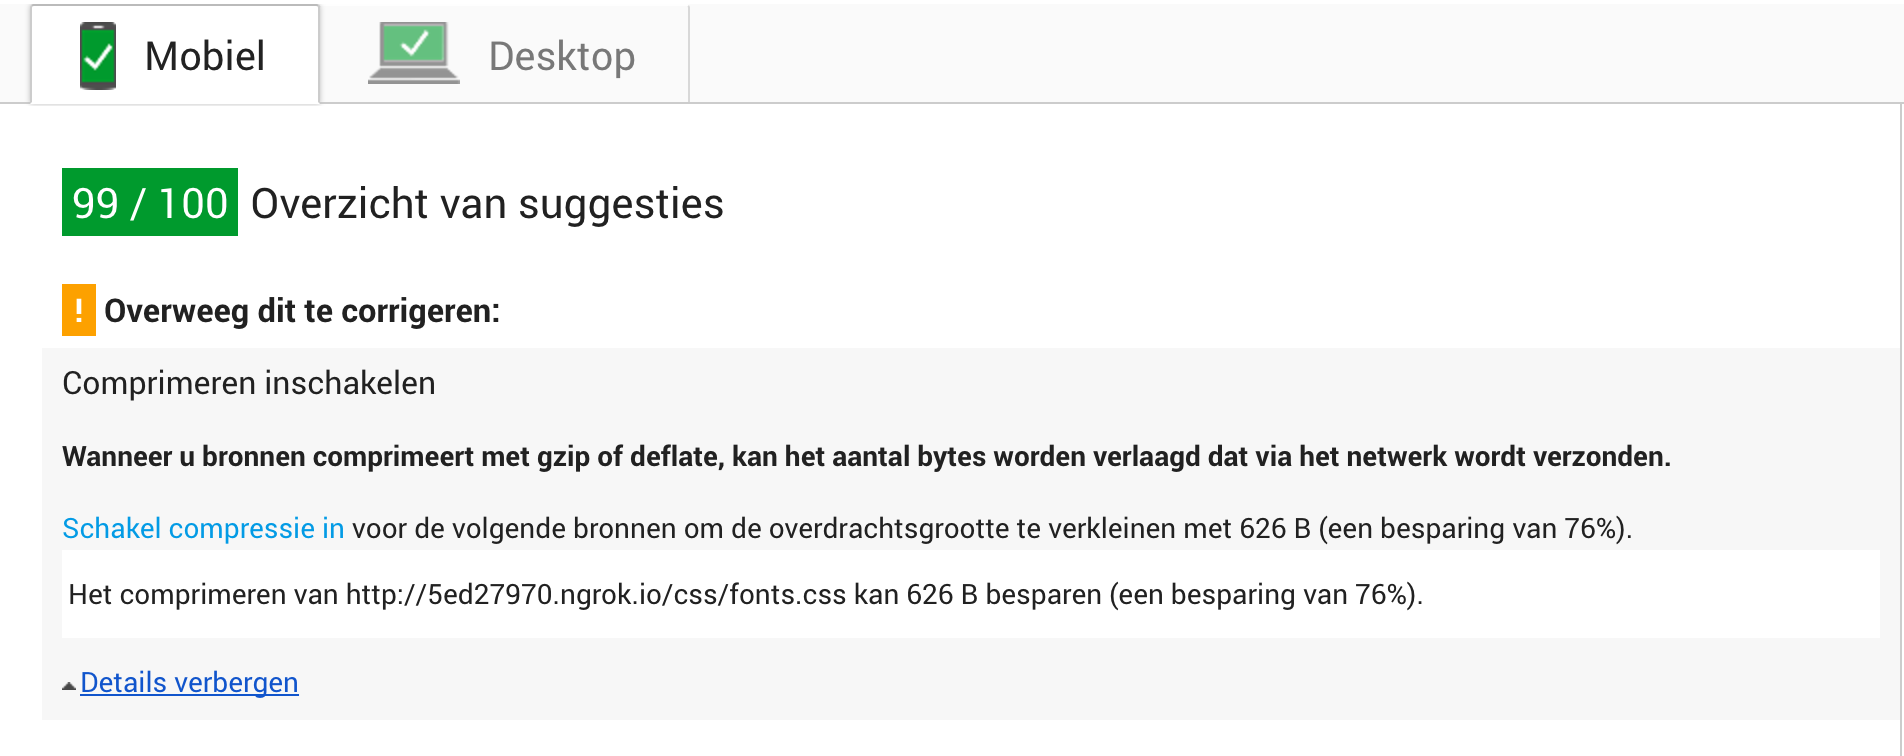 Mobiel
Desktop
99 / 100 Overzicht van suggesties
! Overweeg dit te corrigeren:
Comprimeren inschakelen
Wanneer u bronnen comprimeert met gzip of deflate, kan het aantal bytes worden verlaagd dat via het netwerk wordt verzonden.
Schakel compressie in voor de volgende bronnen om de overdrachtsgrootte te verkleinen met 626 B (een besparing van 76%).
Het comprimeren van http://5ed27970.ngrok.io/css/fonts.css kan 626 B besparen (een besparing van 76%).
Details verbergen